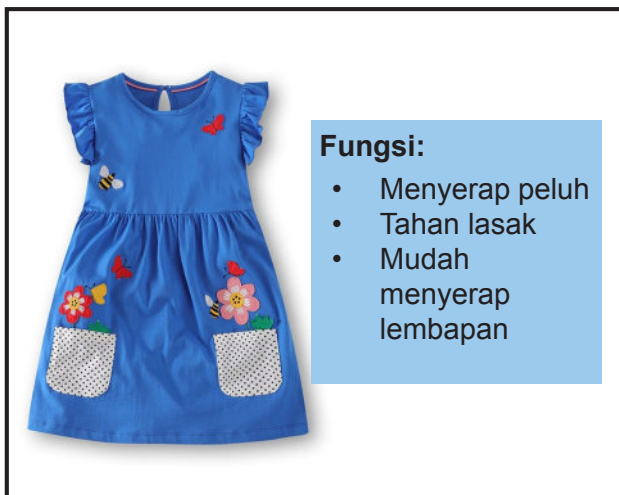 Fungsi:
• Menyerap peluh
• Tahan lasak
• Mudah
menyerap
lembapan